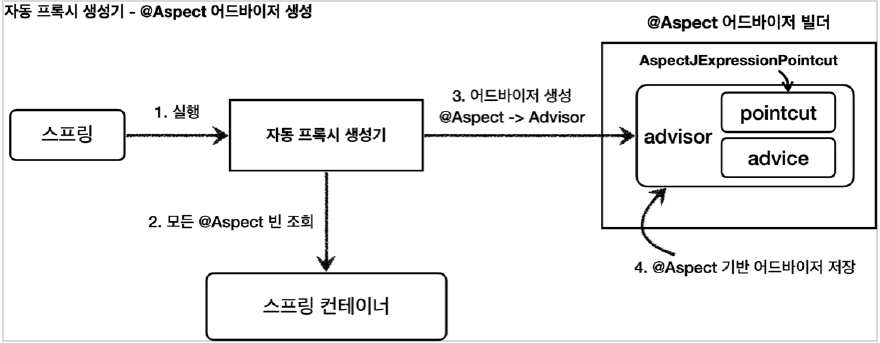 자동 프록시 생성기 - @Aspect 어드바이저 생성
@Aspect 어드바이저 빌더
AspectJExpressionPointcut
스프링
1. 실행
자동 프록시 생성기
3. 어드바이저 생성
@Aspect -> Advisor
advisor
pointcut
advice
2. 모든 @Aspect 빈 조회
4. @Aspect 기반 어드바이저 저장
스프링 컨테이너